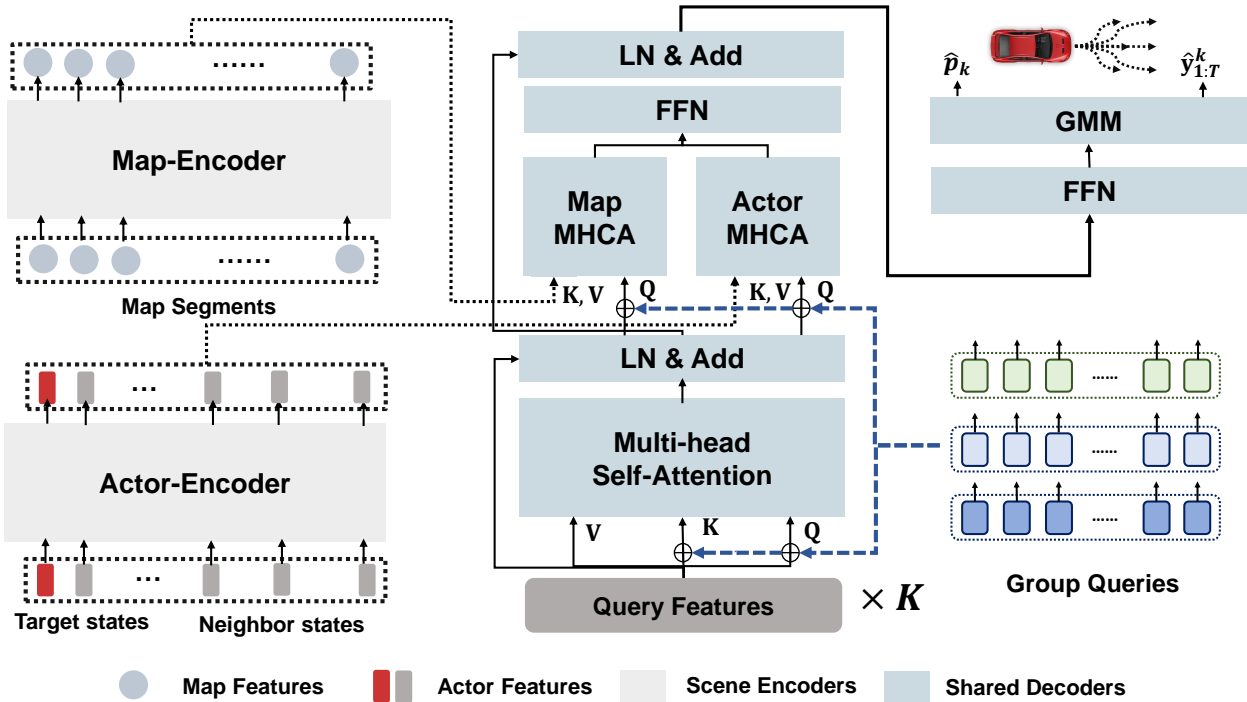 Map-Encoder
Map Segments
Actor-Encoder
Target states
Neighbor states
LN & Add
FFN
Map
MHCA
Actor
MHCA
K, V
Q
K, V
Q
LN & Add
Multi-head
Self-Attention
V
K
Q
Query Features
× K
p̂ₖ
ŷᵏ₁:T
GMM
FFN
Group Queries
Map Features
Actor Features
Scene Encoders
Shared Decoders